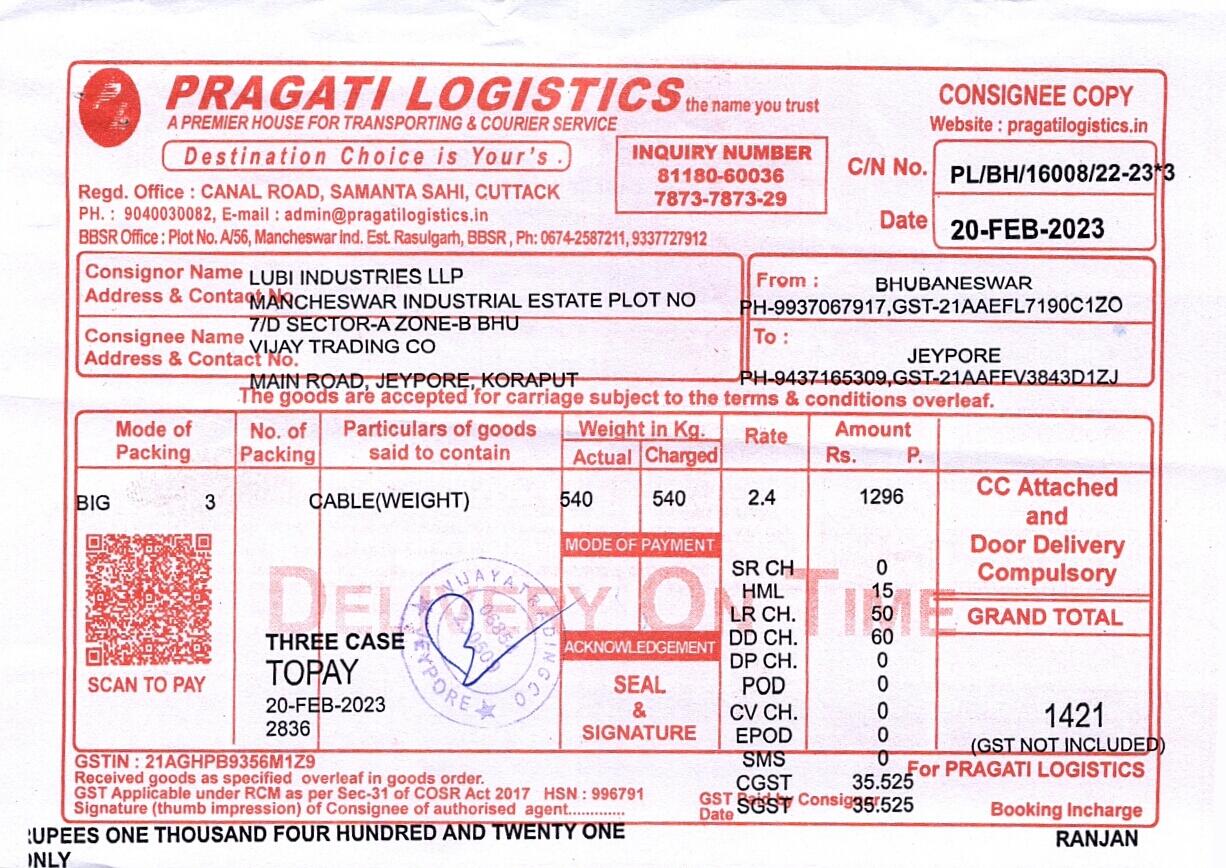 PRAGATI LOGISTICS the name you trust
A PREMIER HOUSE FOR TRANSPORTING & COURIER SERVICE
Destination Choice is Your's .
CONSIGNEE COPY
Website : pragatilogistics.in
INQUIRY NUMBER
81180-60036
7873-7873-29
C/N No. PL/BH/16008/22-23*3
Date 20-FEB-2023
Regd. Office : CANAL ROAD, SAMANTA SAHI, CUTTACK
PH. : 9040030082, E-mail : admin@pragatilogistics.in
BBSR Office : Plot No. A/56, Mancheswar Ind. Est. Rasulgarh, BBSR , Ph: 0674-2587211, 9337727912
Consignor Name LUBI INDUSTRIES LLP
Address & Contact No. MANCHESWAR INDUSTRIAL ESTATE PLOT NO
7/D SECTOR-A ZONE-B BHU
From : BHUBANESWAR
PH-9937067917,GST-21AAEFL7190C1ZO
Consignee Name VIJAY TRADING CO
Address & Contact No.
MAIN ROAD, JEYPORE, KORAPUT
To : JEYPORE
PH-9437165309,GST-21AAFFV3843D1ZJ
The goods are accepted for carriage subject to the terms & conditions overleaf.
Mode of Packing No. of Packing Particulars of goods said to contain Weight in Kg. Actual Charged Rate Amount Rs. P.
BIG 3 CABLE(WEIGHT) 540 540 2.4 1296
CC Attached
and
Door Delivery
Compulsory
GRAND TOTAL
1421
(GST NOT INCLUDED)
MODE OF PAYMENT
DELIVERY ON TIME
SR CH 0
HML 15
LR CH. 50
DD CH. 60
DP CH. 0
POD 0
CV CH. 0
EPOD 0
SMS 0
CGST 35.525
SGST 35.525
ACKNOWLEDGEMENT
SEAL
&
SIGNATURE
SCAN TO PAY
THREE CASE
TOPAY
20-FEB-2023
2836
VIJAYA TRADING CO
JEYPORE
GSTIN : 21AGHPB9356M1Z9
Received goods as specified overleaf in goods order.
GST Applicable under RCM as per Sec-31 of COSR Act 2017 HSN : 996791
Signature (thumb impression) of Consignee of authorised agent..............
GST Paid by Consigner
Date
For PRAGATI LOGISTICS
Booking Incharge
RANJAN
RUPEES ONE THOUSAND FOUR HUNDRED AND TWENTY ONE
ONLY